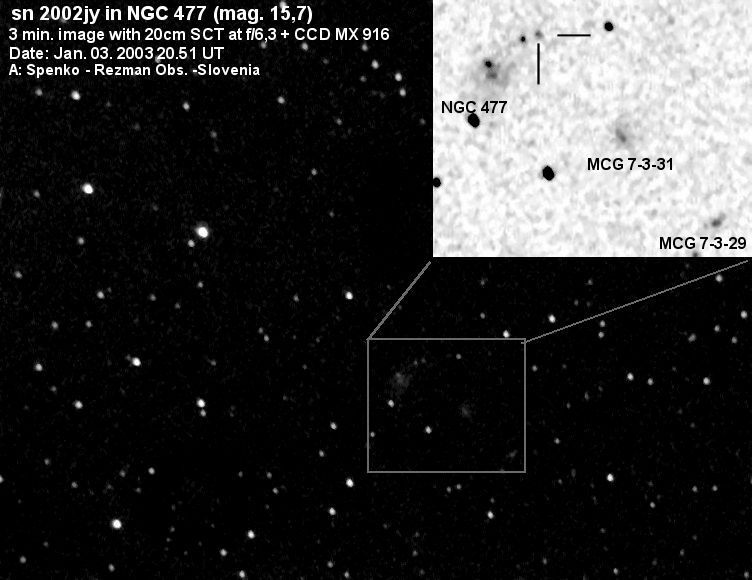 sn 2002jy in NGC 477 (mag. 15,7)
3 min. image with 20cm SCT at f/6,3 + CCD MX 916
Date: Jan. 03. 2003 20.51 UT
A: Spenko - Rezman Obs. -Slovenia
NGC 477
MCG 7-3-31
MCG 7-3-29